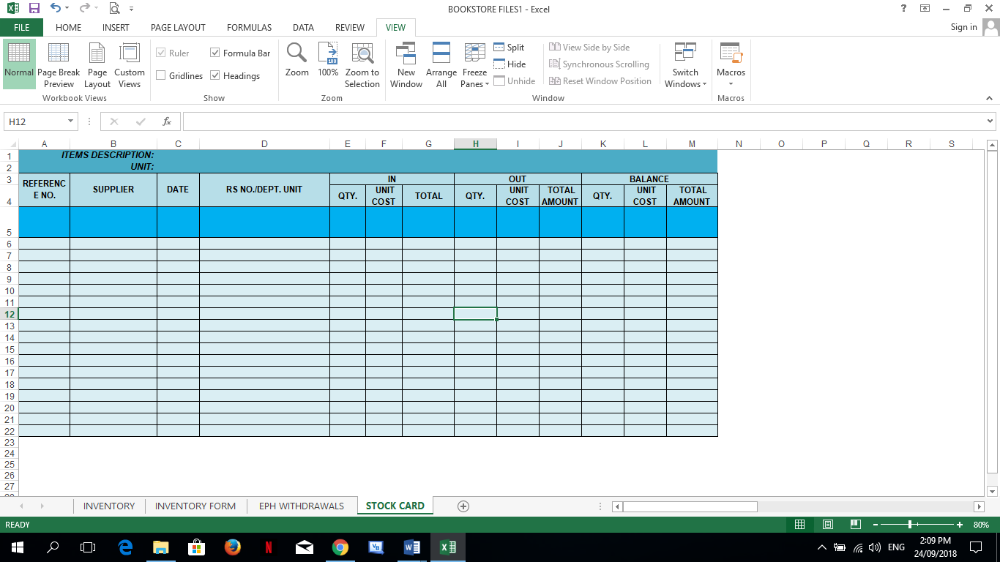 BOOKSTORE FILES1 - Excel
?
Sign in
FILE HOME INSERT PAGE LAYOUT FORMULAS DATA REVIEW VIEW
Normal
Page Break Preview
Page Layout
Custom Views
Workbook Views
Ruler
Formula Bar
Gridlines
Headings
Show
Zoom
100
100%
Zoom to Selection
Zoom
New Window
Arrange All
Freeze Panes
Split
Hide
Unhide
View Side by Side
Synchronous Scrolling
Reset Window Position
Window
Switch Windows
Macros
Macros
H12
fx
A B C D E F G H I J K L M N O P Q R S
1 ITEMS DESCRIPTION:
2 UNIT:
3 IN OUT BALANCE
REFERENC
E NO.
SUPPLIER
DATE
RS NO./DEPT. UNIT
4 QTY. UNIT COST TOTAL QTY. UNIT COST TOTAL AMOUNT QTY. UNIT COST TOTAL AMOUNT
5
6
7
8
9
10
11
12
13
14
15
16
17
18
19
20
21
22
23
24
25
26
27
INVENTORY INVENTORY FORM EPH WITHDRAWALS STOCK CARD
READY
80%
ENG
2:09 PM
24/09/2018